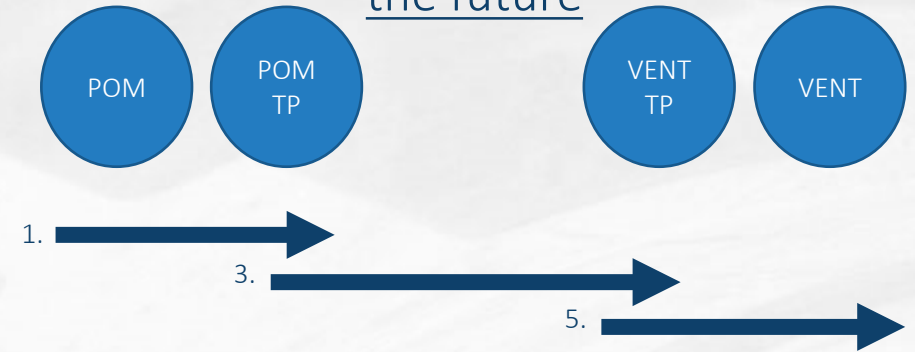 the future
POM
POM
TP
VENT
TP
VENT
1.
3.
5.